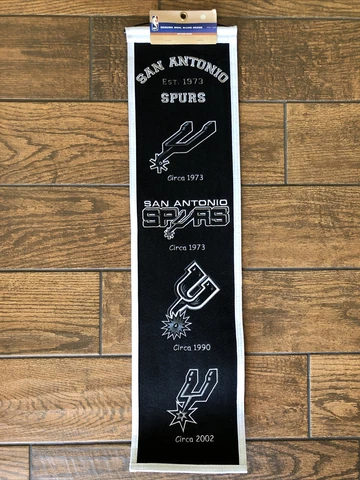 SAN ANTONIO
EST. 1973
SPURS
Circa 1973
SAN ANTONIO
SPURS
Circa 1973
Circa 1990
Circa 2002